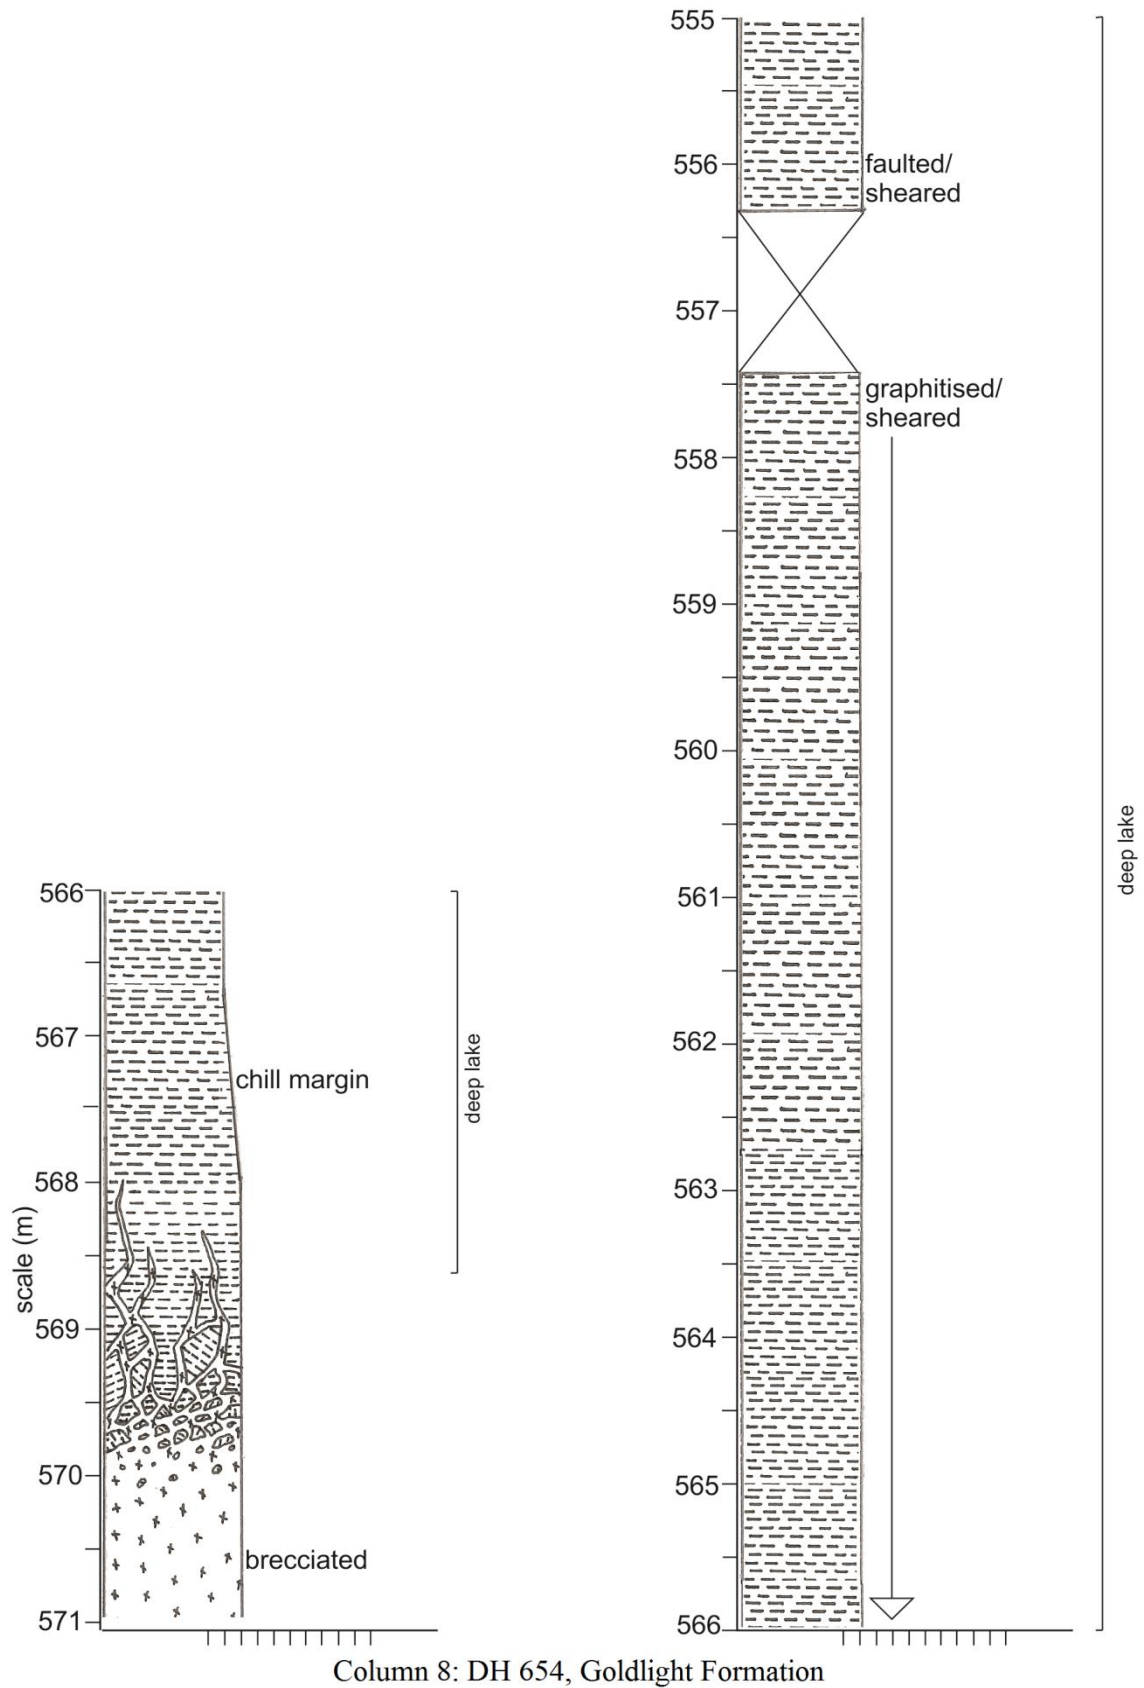 555
556
faulted/
sheared
557
graphitised/
sheared
558
559
560
561
562
563
564
565
566
deep lake
566
567
chill margin
568
569
570
brecciated
571
scale (m)
deep lake
Column 8: DH 654, Goldlight Formation